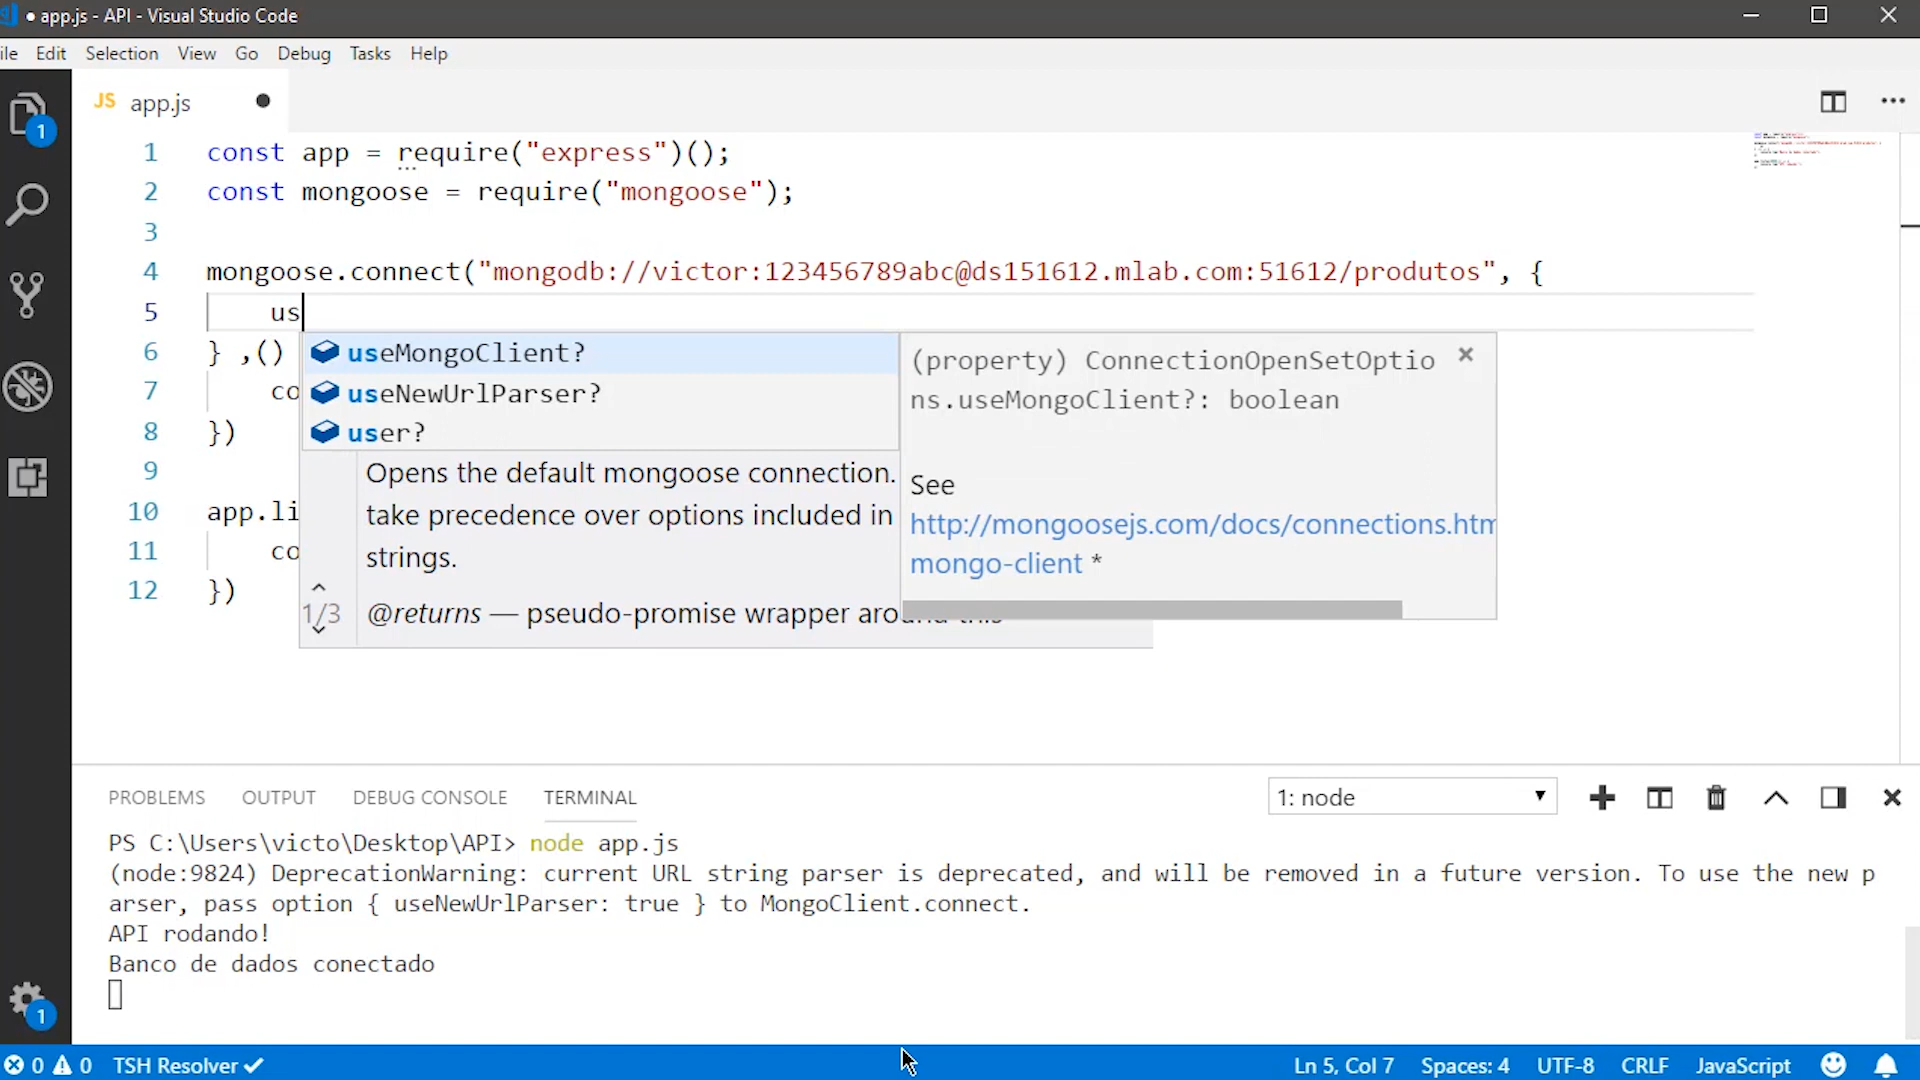 ● app.js - API - Visual Studio Code
ile Edit Selection View Go Debug Tasks Help
1
JS app.js ●
1 const app = require("express")();
2 const mongoose = require("mongoose");
3
4 mongoose.connect("mongodb://victor:123456789abc@ds151612.mlab.com:51612/produtos", {
5 us
6 } ,()
7 co
8 })
9
10 app.li
11 co
12 })
useMongoClient?
useNewUrlParser?
user?
(property) ConnectionOpenSetOptio
ns.useMongoClient?: boolean
See
http://mongoosejs.com/docs/connections.htm
mongo-client *
Opens the default mongoose connection.
take precedence over options included in
strings.
1/3
@returns — pseudo-promise wrapper around this
PROBLEMS OUTPUT DEBUG CONSOLE TERMINAL 1: node
PS C:\Users\victo\Desktop\API> node app.js
(node:9824) DeprecationWarning: current URL string parser is deprecated, and will be removed in a future version. To use the new p
arser, pass option { useNewUrlParser: true } to MongoClient.connect.
API rodando!
Banco de dados conectado
1
0 0 TSH Resolver ✓ Ln 5, Col 7 Spaces: 4 UTF-8 CRLF JavaScript